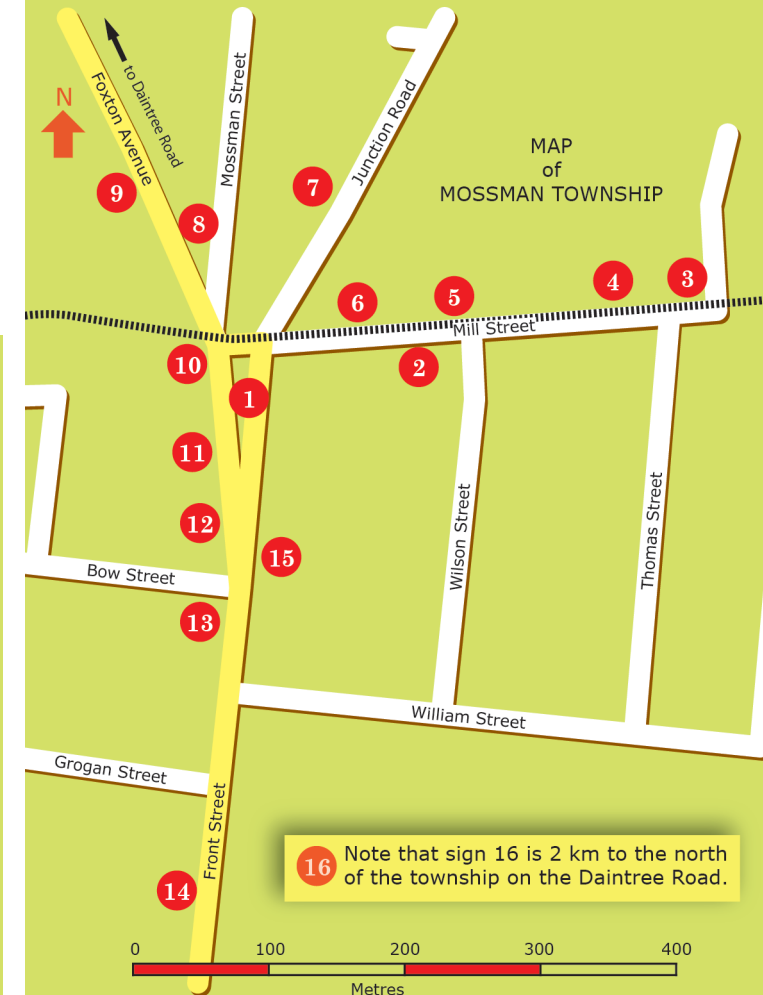 N
to Daintree Road
Foxton Avenue
Mossman Street
Junction Road
MAP
of
MOSSMAN TOWNSHIP
9
8
7
6
5
4
3
Mill Street
10
2
1
11
12
15
Bow Street
13
Wilson Street
Thomas Street
William Street
Grogan Street
Front Street
14
16
Note that sign 16 is 2 km to the north
of the township on the Daintree Road.
0 100 200 300 400
Metres